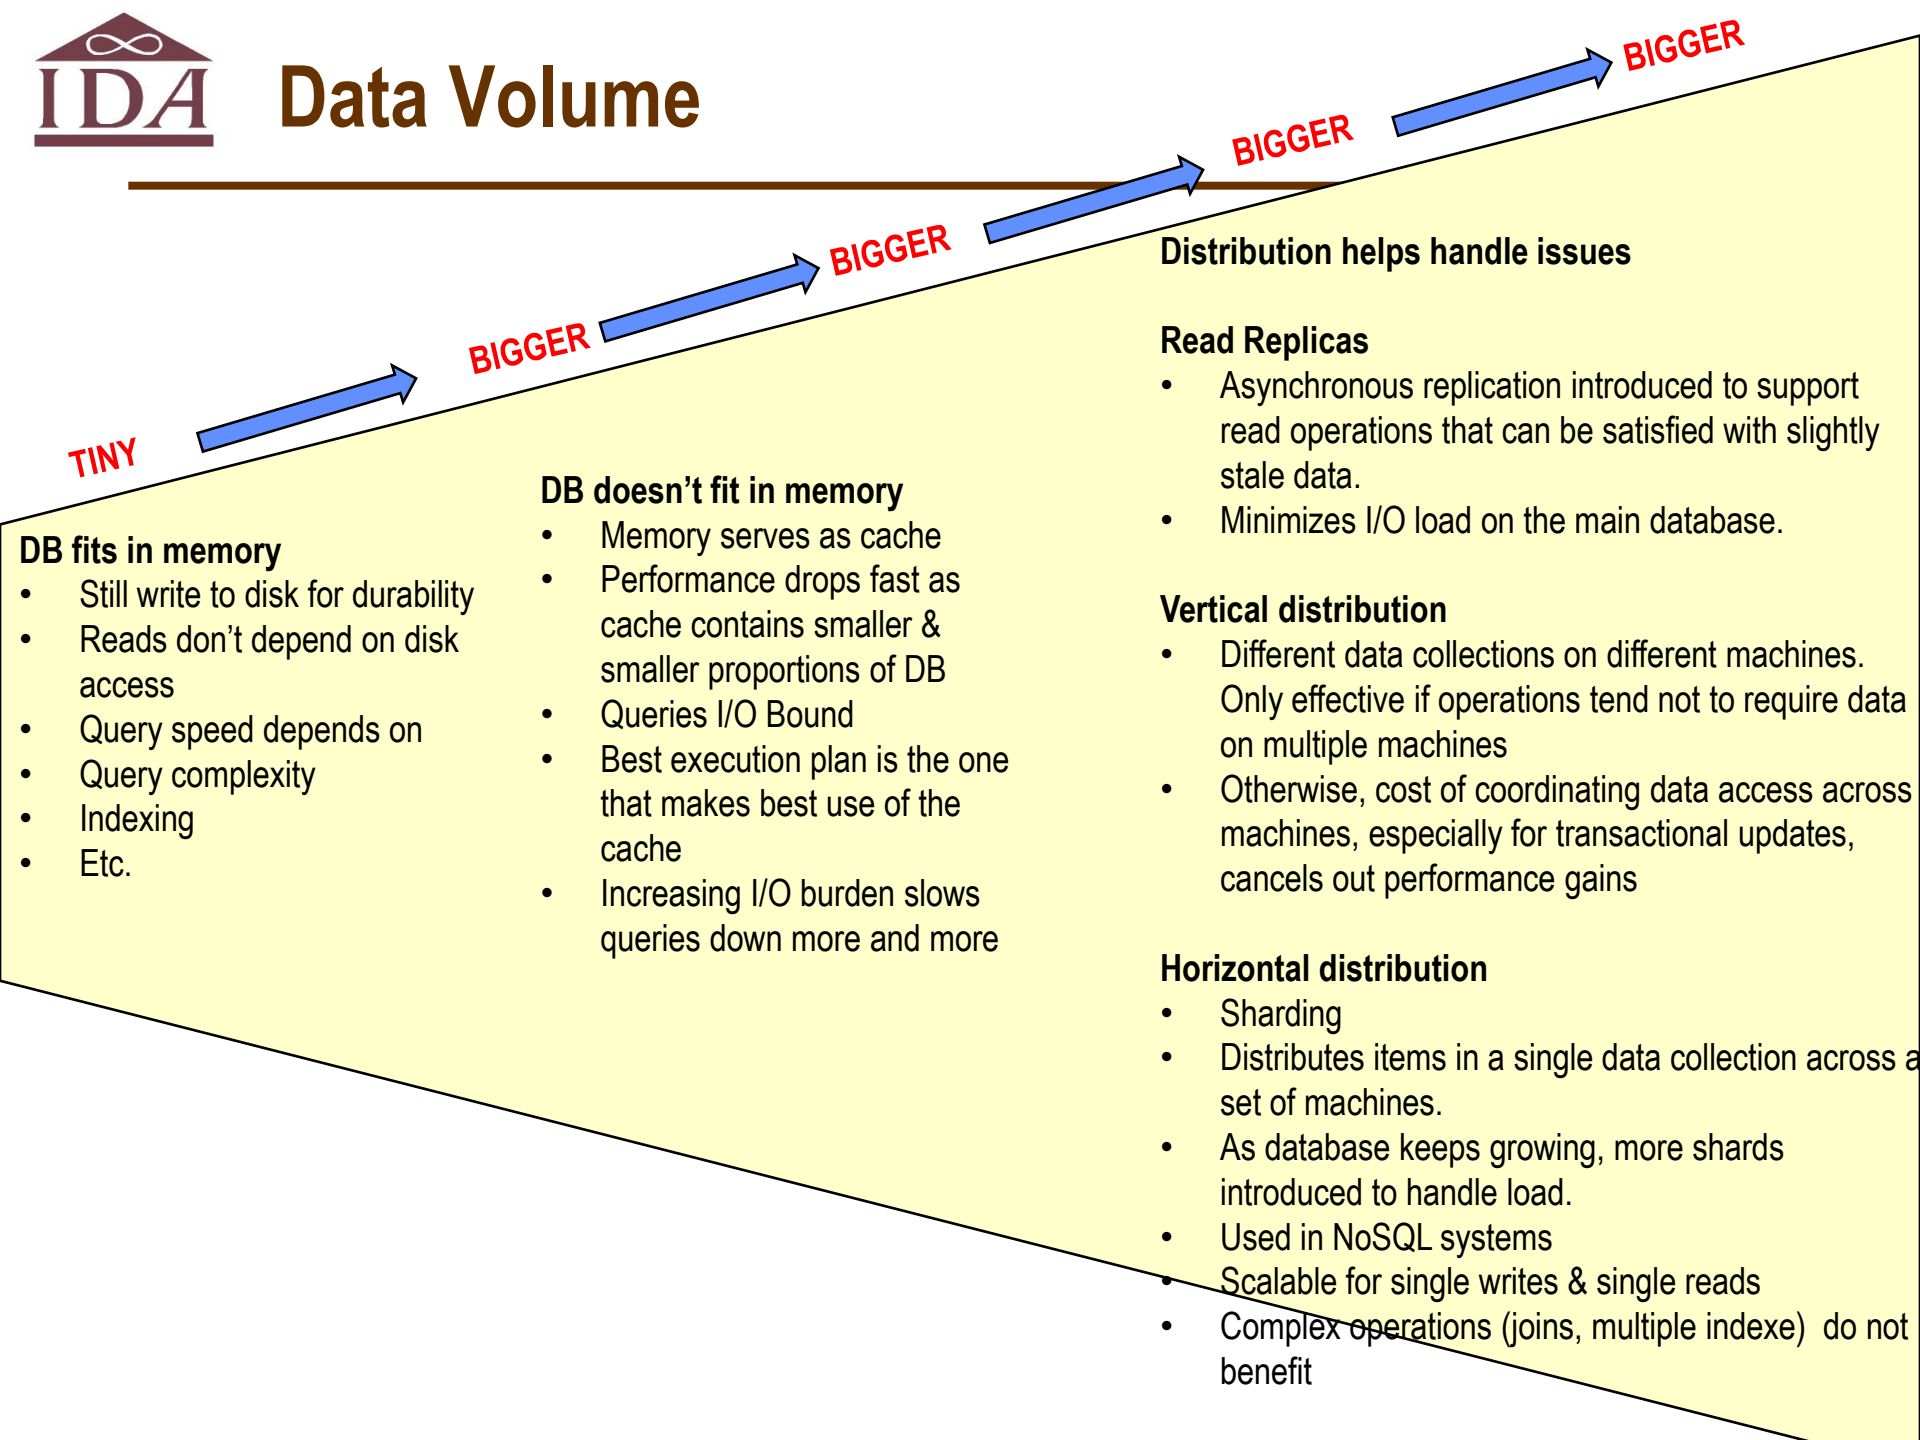 IDA
Data Volume
TINY
BIGGER
BIGGER
BIGGER
BIGGER
DB fits in memory
• Still write to disk for durability
• Reads don’t depend on disk
access
• Query speed depends on
• Query complexity
• Indexing
• Etc.
DB doesn’t fit in memory
• Memory serves as cache
• Performance drops fast as
cache contains smaller &
smaller proportions of DB
• Queries I/O Bound
• Best execution plan is the one
that makes best use of the
cache
• Increasing I/O burden slows
queries down more and more
Distribution helps handle issues
Read Replicas
• Asynchronous replication introduced to support
read operations that can be satisfied with slightly
stale data.
• Minimizes I/O load on the main database.
Vertical distribution
• Different data collections on different machines.
Only effective if operations tend not to require data
on multiple machines
• Otherwise, cost of coordinating data access across
machines, especially for transactional updates,
cancels out performance gains
Horizontal distribution
• Sharding
• Distributes items in a single data collection across a
set of machines.
• As database keeps growing, more shards
introduced to handle load.
• Used in NoSQL systems
• Scalable for single writes & single reads
• Complex operations (joins, multiple indexe) do not
benefit